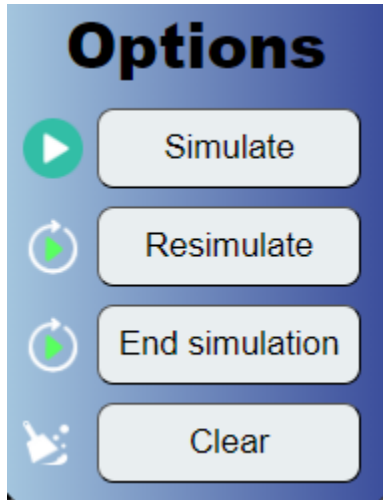 Options
Simulate
Resimulate
End simulation
Clear